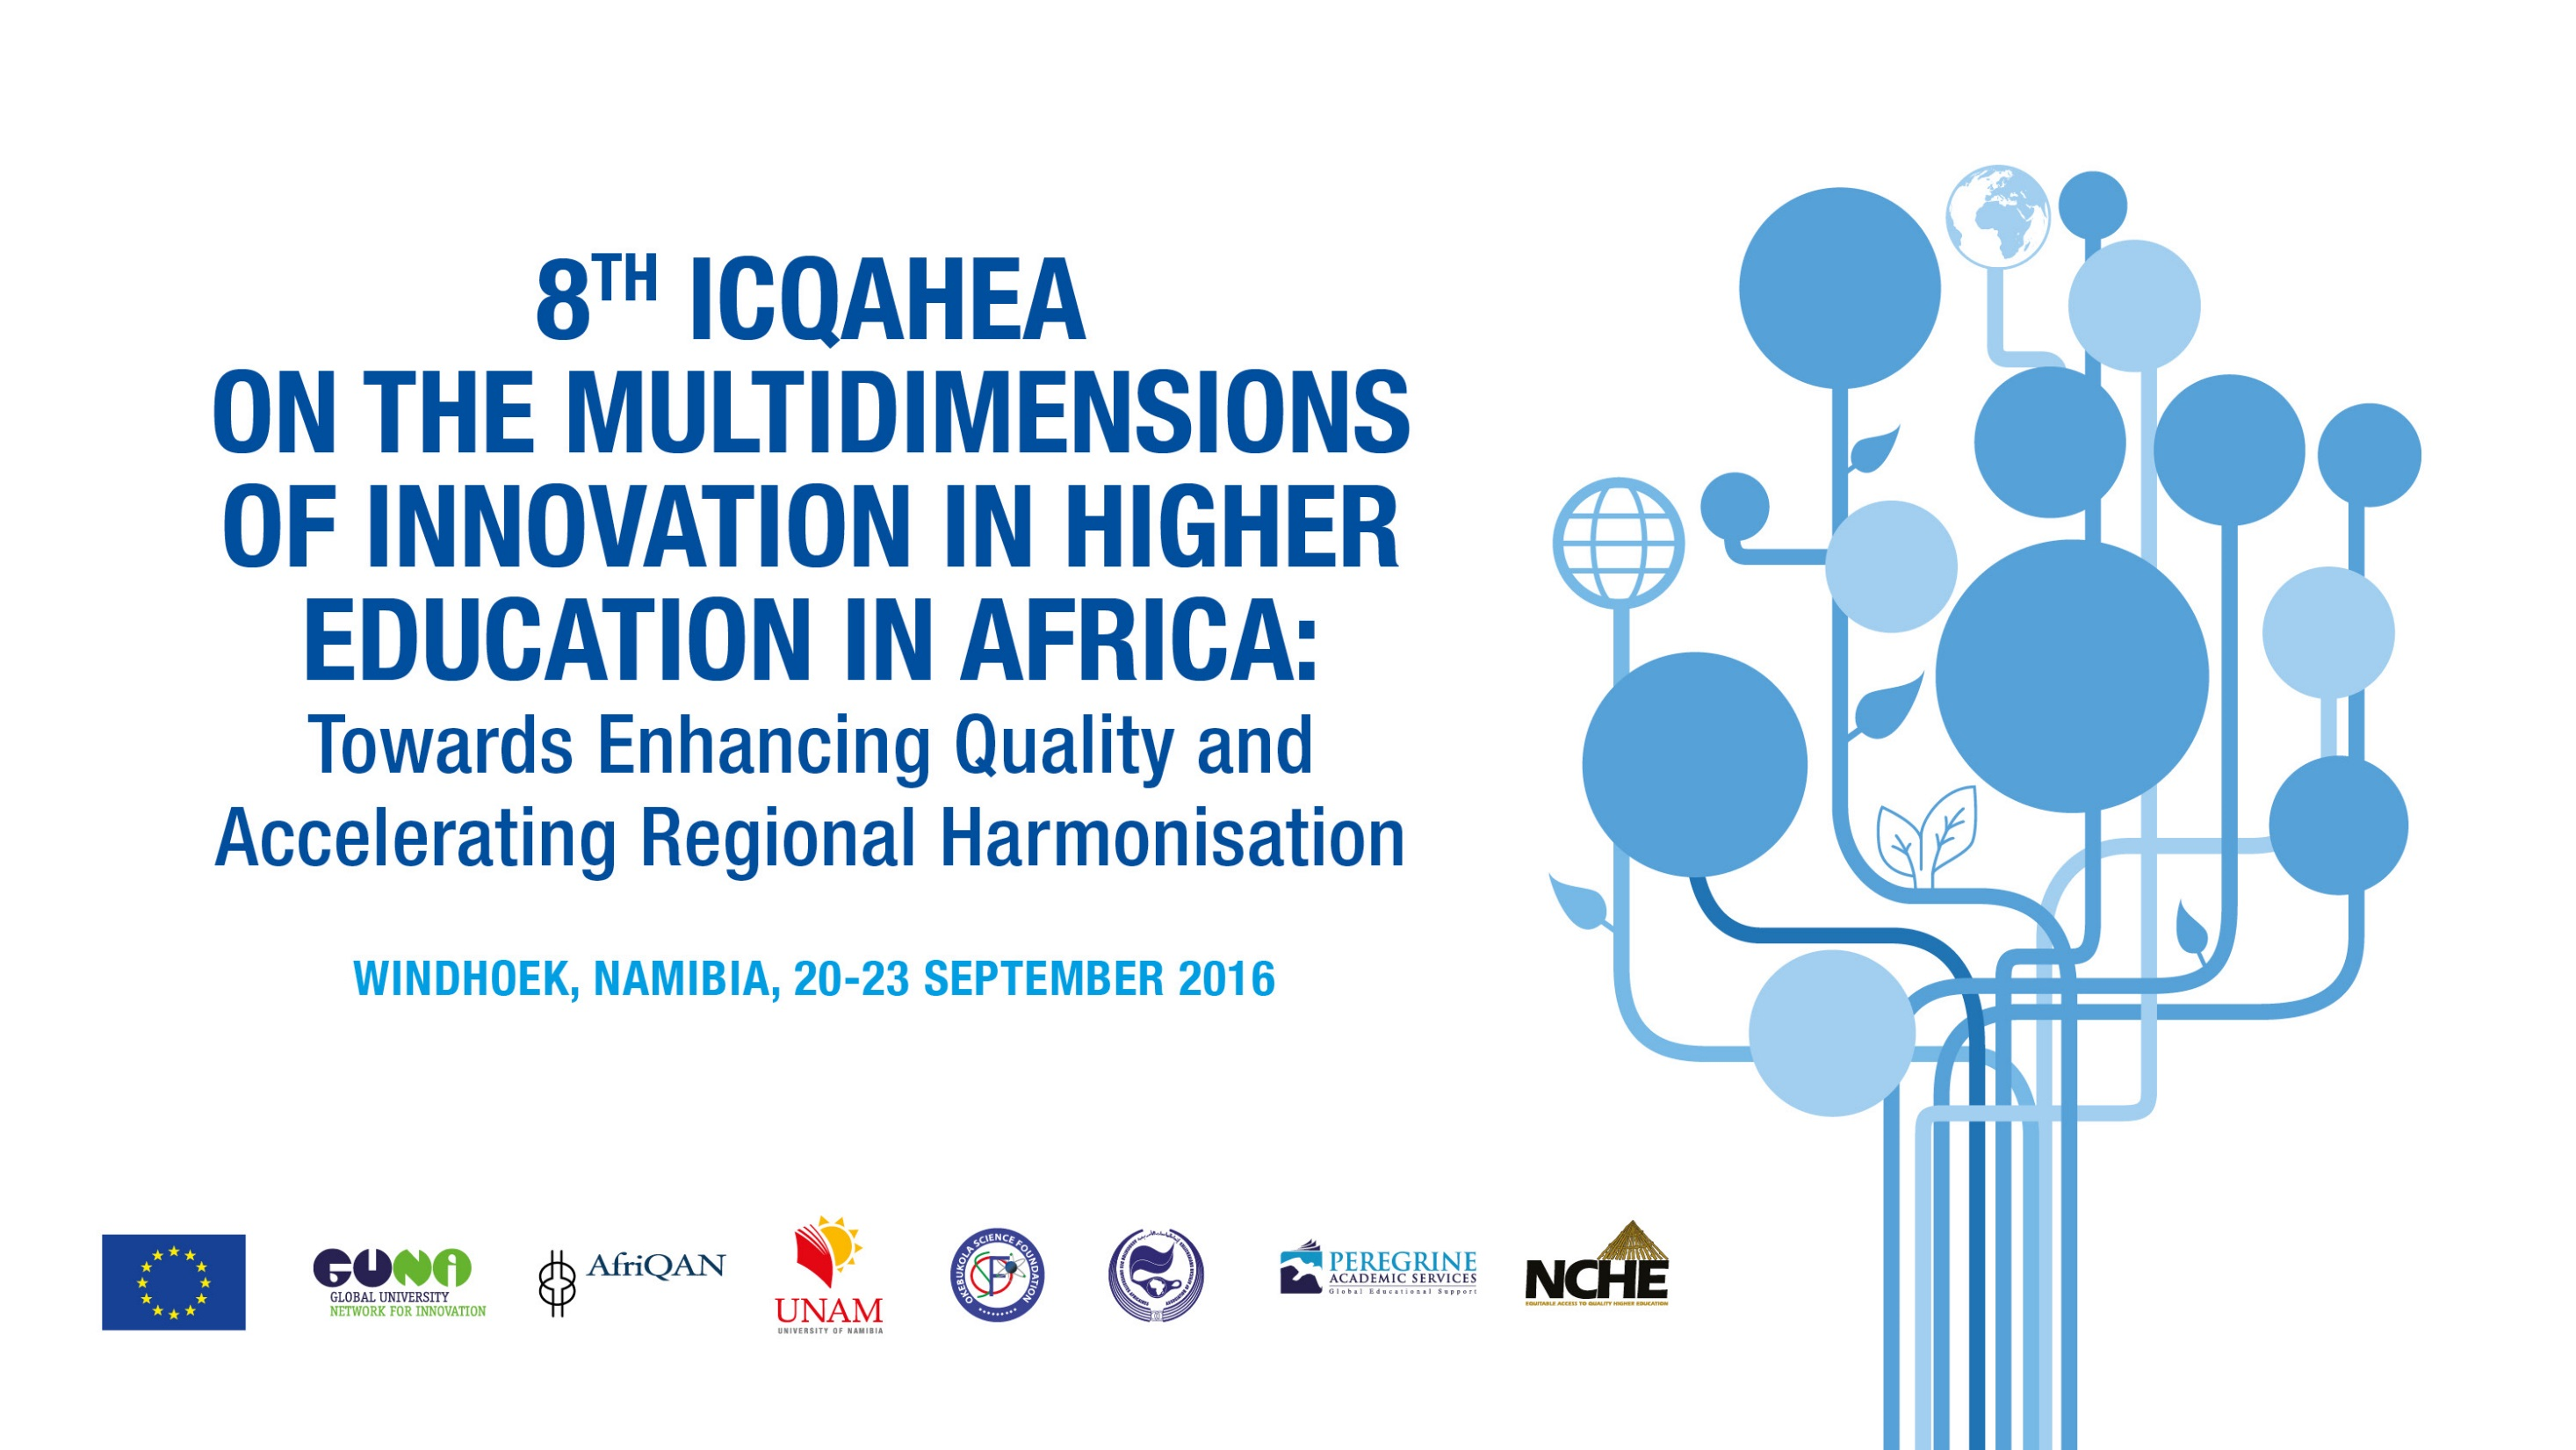 8TH ICQAHEA
ON THE MULTIDIMENSIONS
OF INNOVATION IN HIGHER
EDUCATION IN AFRICA:
Towards Enhancing Quality and
Accelerating Regional Harmonisation
WINDHOEK, NAMIBIA, 20-23 SEPTEMBER 2016
GUNi
GLOBAL UNIVERSITY
NETWORK FOR INNOVATION
AfriQAN
UNAM
UNIVERSITY OF NAMIBIA
OKEBUKOLA SCIENCE FOUNDATION
PEREGRINE
ACADEMIC SERVICES
Global Educational Support
NCHE
EQUITABLE ACCESS TO QUALITY HIGHER EDUCATION